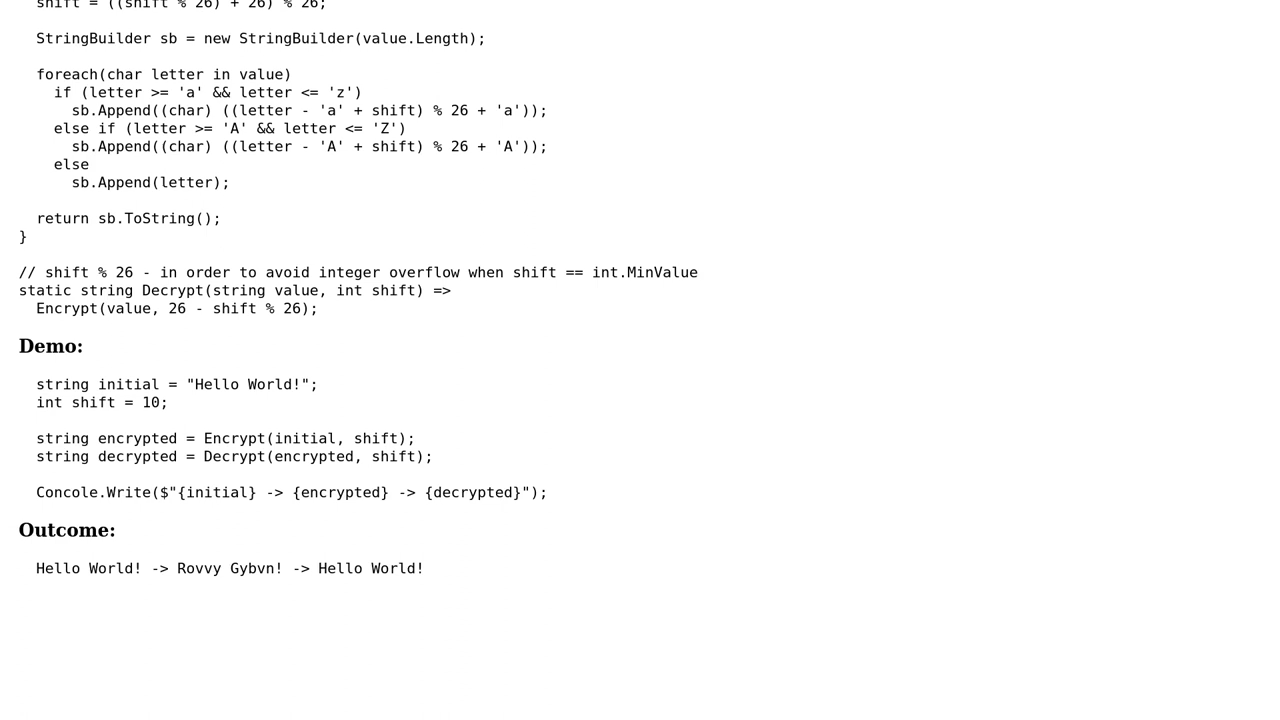 shift = ((shift % 26) + 26) % 26;
StringBuilder sb = new StringBuilder(value.Length);
foreach(char letter in value)
if (letter >= 'a' && letter <= 'z')
sb.Append((char) ((letter - 'a' + shift) % 26 + 'a'));
else if (letter >= 'A' && letter <= 'Z')
sb.Append((char) ((letter - 'A' + shift) % 26 + 'A'));
else
sb.Append(letter);
return sb.ToString();
}
// shift % 26 - in order to avoid integer overflow when shift == int.MinValue
static string Decrypt(string value, int shift) =>
Encrypt(value, 26 - shift % 26);
Demo:
string initial = "Hello World!";
int shift = 10;
string encrypted = Encrypt(initial, shift);
string decrypted = Decrypt(encrypted, shift);
Concole.Write($"{initial} -> {encrypted} -> {decrypted}");
Outcome:
Hello World! -> Rovvy Gybvn! -> Hello World!